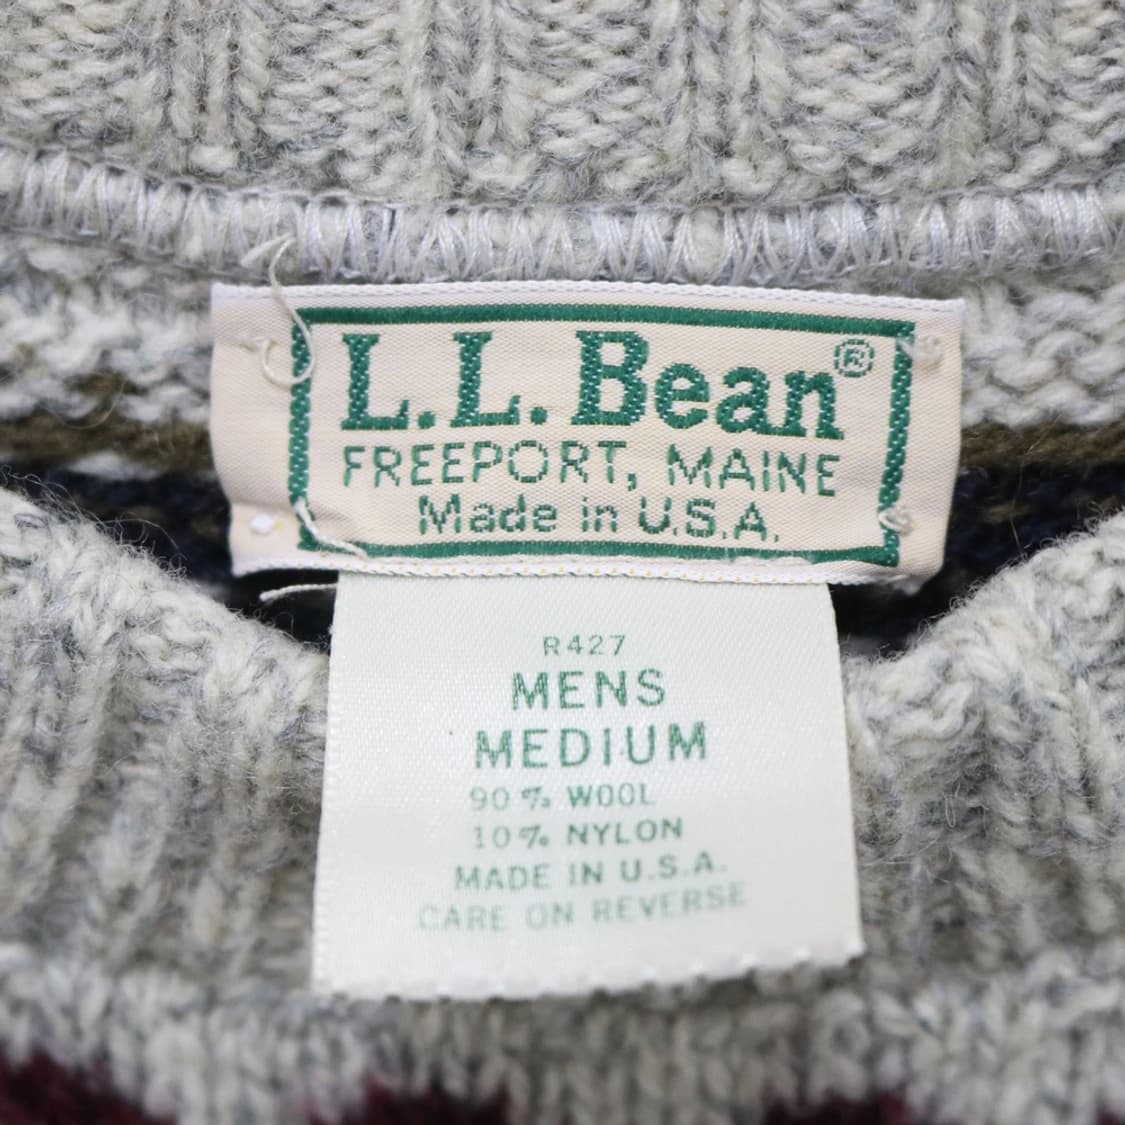 L.L.Bean®
FREEPORT, MAINE
Made in U.S.A.
R427
MENS
MEDIUM
90% WOOL
10% NYLON
MADE IN U.S.A.
CARE ON REVERSE